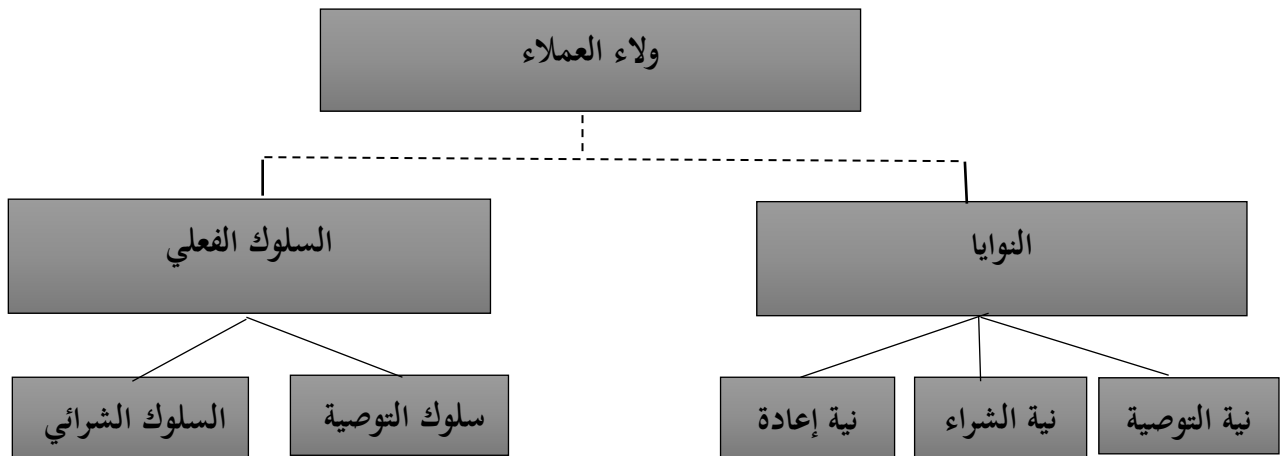 ولاء العملاء
النوايا
السلوك الفعلي
نية التوصية
نية الشراء
نية إعادة
سلوك التوصية
السلوك الشرائي